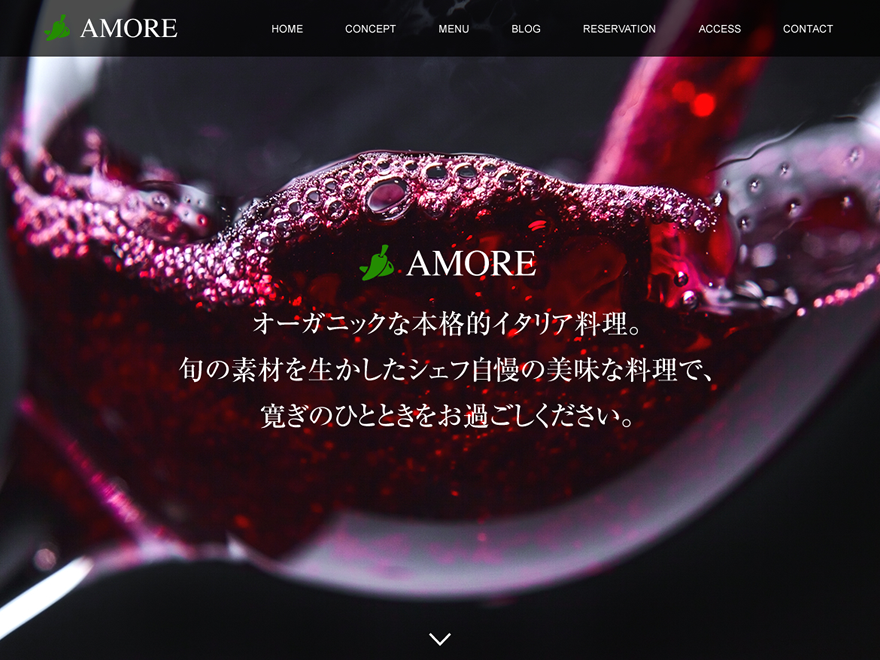 AMORE HOME CONCEPT MENU BLOG RESERVATION ACCESS CONTACT
AMORE
オーガニックな本格的イタリア料理。
旬の素材を生かしたシェフ自慢の美味な料理で、
寛ぎのひとときをお過ごしください。